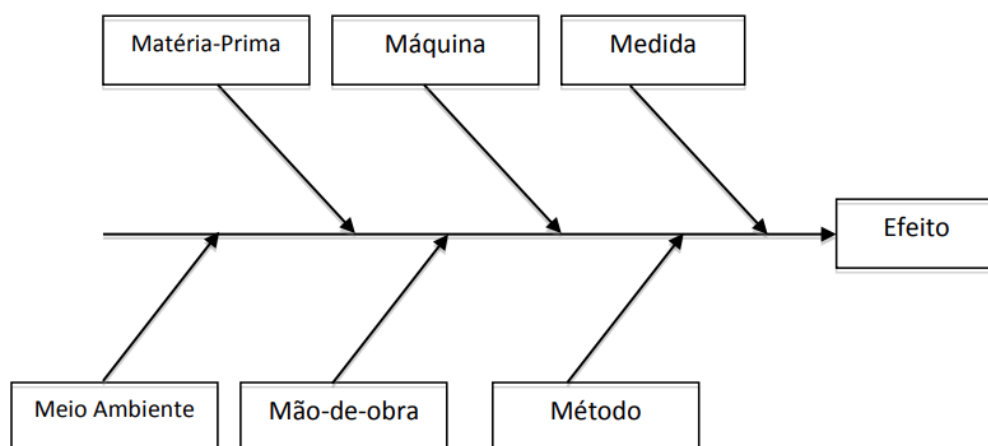 Matéria-Prima
Máquina
Medida
Efeito
Meio Ambiente
Mão-de-obra
Método